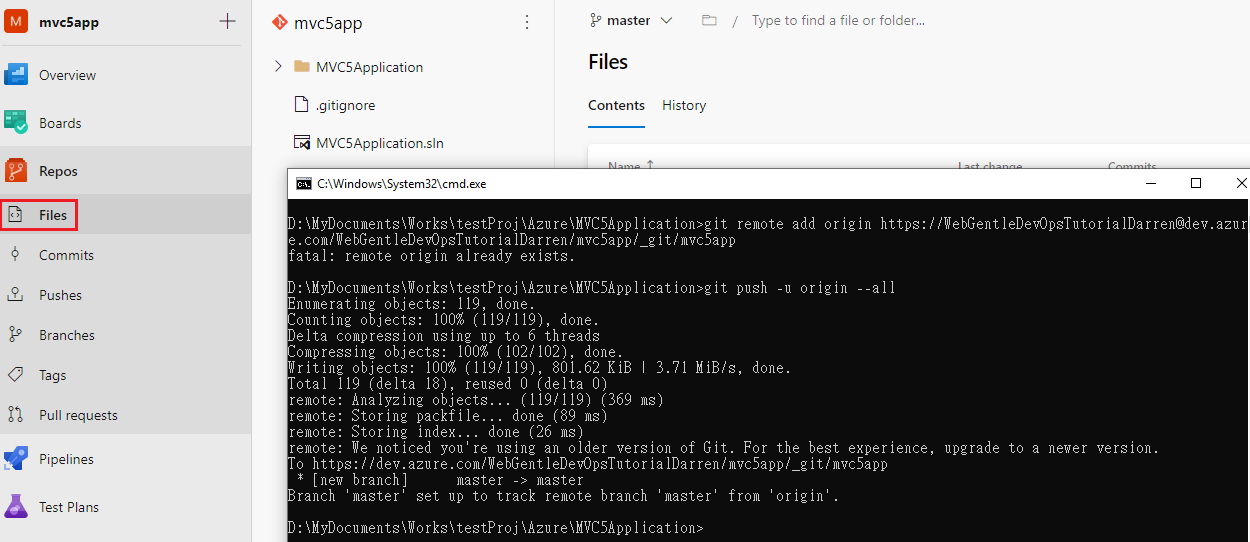 M mvc5app
Overview
Boards
Repos
Files
Commits
Pushes
Branches
Tags
Pull requests
Pipelines
Test Plans
mvc5app
MVC5Application
.gitignore
MVC5Application.sln
master / Type to find a file or folder...
Files
Contents History
Name Last change Commits
C:\Windows\System32\cmd.exe
D:\MyDocuments\Works\testProj\Azure\MVC5Application>git remote add origin https://WebGentleDevOpsTutorialDarren@dev.azur
e.com/WebGentleDevOpsTutorialDarren/mvc5app/_git/mvc5app
fatal: remote origin already exists.
D:\MyDocuments\Works\testProj\Azure\MVC5Application>git push -u origin --all
Enumerating objects: 119, done.
Counting objects: 100% (119/119), done.
Delta compression using up to 6 threads
Compressing objects: 100% (102/102), done.
Writing objects: 100% (119/119), 801.62 KiB | 3.71 MiB/s, done.
Total 119 (delta 18), reused 0 (delta 0)
remote: Analyzing objects... (119/119) (369 ms)
remote: Storing packfile... done (89 ms)
remote: Storing index... done (26 ms)
remote: We noticed you're using an older version of Git. For the best experience, upgrade to a newer version.
To https://dev.azure.com/WebGentleDevOpsTutorialDarren/mvc5app/_git/mvc5app
* [new branch] master -> master
Branch 'master' set up to track remote branch 'master' from 'origin'.
D:\MyDocuments\Works\testProj\Azure\MVC5Application>